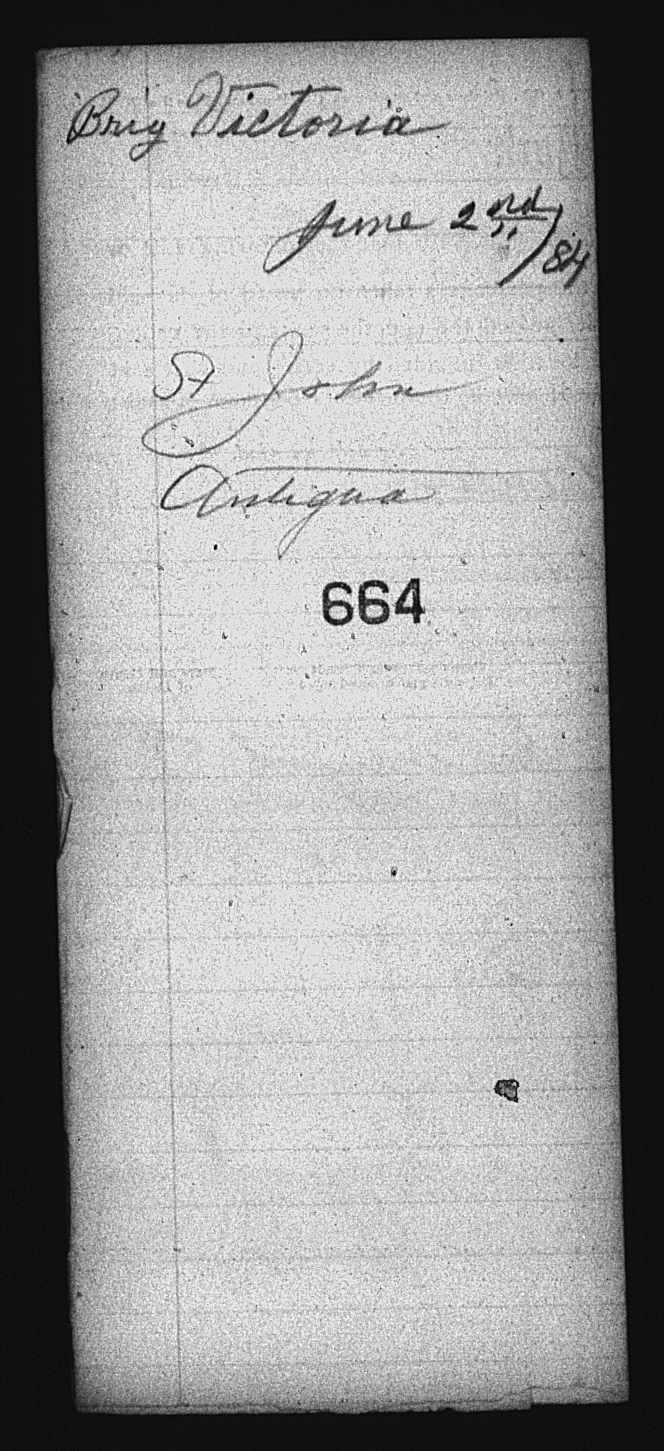 Brig Victoria
June 2nd/84
St John
Antigua
664